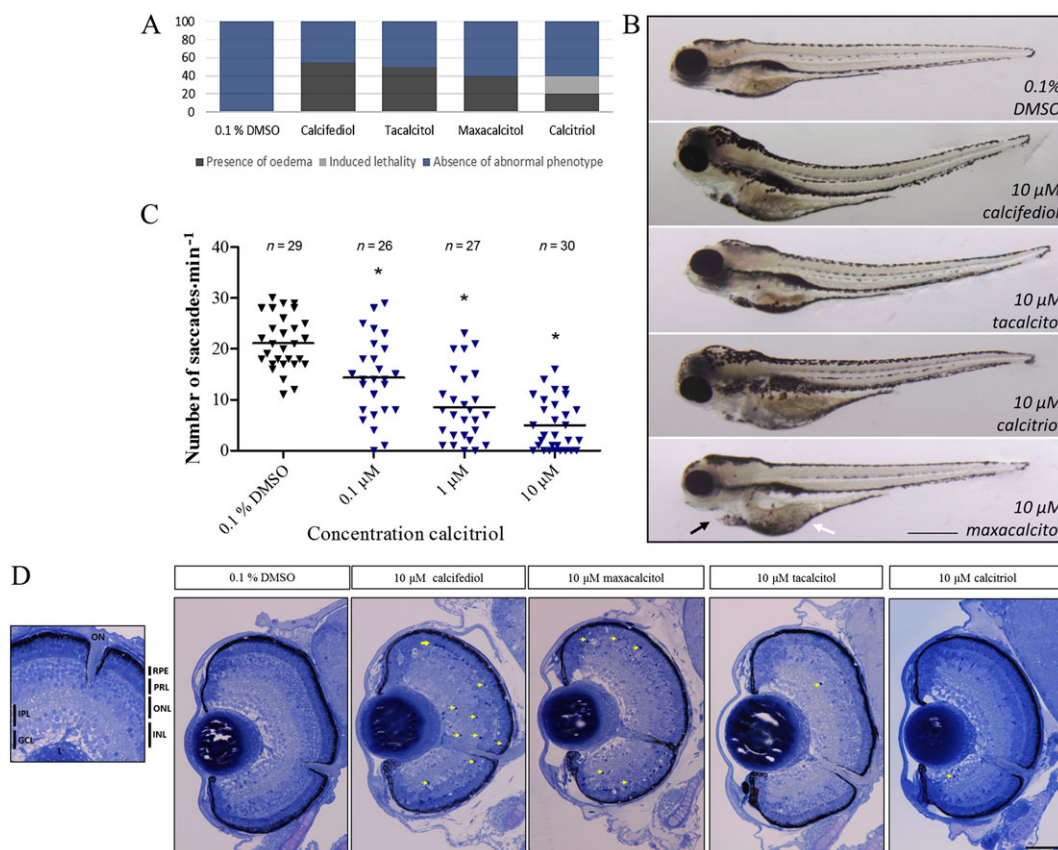 A
100
80
60
40
20
0
0.1 % DMSO Calcifediol Tacalcitol Maxacalcitol Calcitriol
Presence of oedema Induced lethality Absence of abnormal phenotype
B
0.1%
DMSO
10 µM
calcifediol
10 µM
tacalcito
10 µM
calcitrio
10 µM
maxacalcito
C
n = 29 n = 26 n = 27 n = 30
* * *
Number of saccades·min⁻¹
40
30
20
10
0
0.1 % DMSO 0.1 µM 1 µM 10 µM
Concentration calcitriol
D
0.1 % DMSO 10 µM calcifediol 10 µM maxacalcitol 10 µM tacalcitol 10 µM calcitriol
ON
RPE
PRL
ONL
INL
IPL
GCL
L